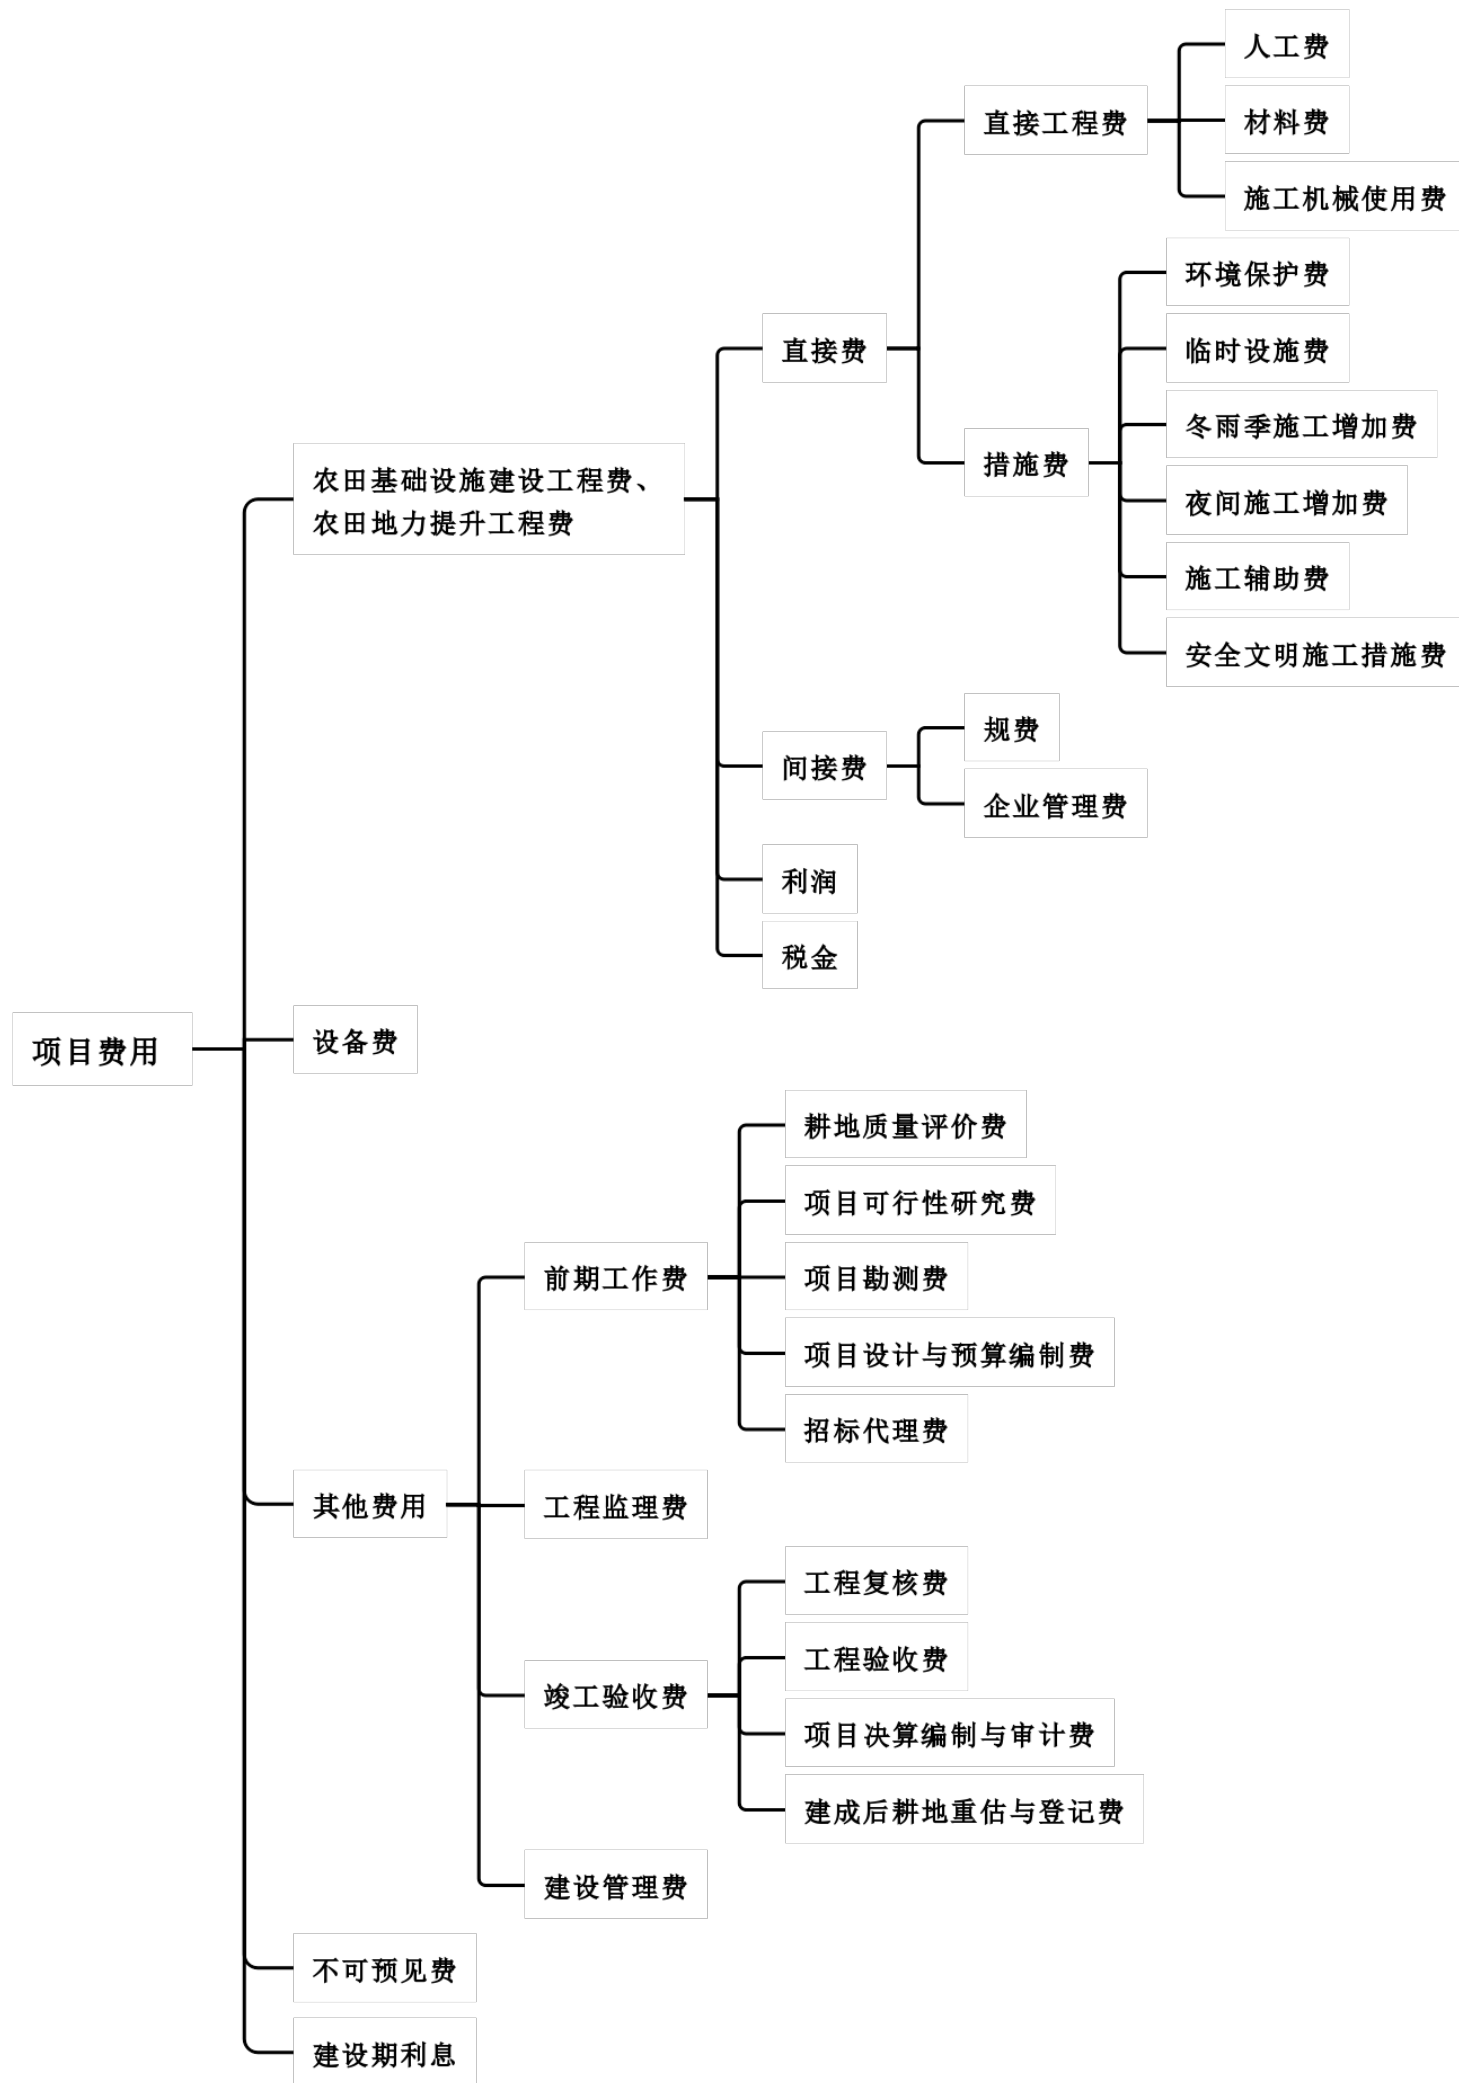 项目费用
农田基础设施建设工程费、
农田地力提升工程费
直接费
直接工程费
人工费
材料费
施工机械使用费
措施费
环境保护费
临时设施费
冬雨季施工增加费
夜间施工增加费
施工辅助费
安全文明施工措施费
间接费
规费
企业管理费
利润
税金
设备费
其他费用
前期工作费
耕地质量评价费
项目可行性研究费
项目勘测费
项目设计与预算编制费
招标代理费
工程监理费
竣工验收费
工程复核费
工程验收费
项目决算编制与审计费
建成后耕地重估与登记费
建设管理费
不可预见费
建设期利息